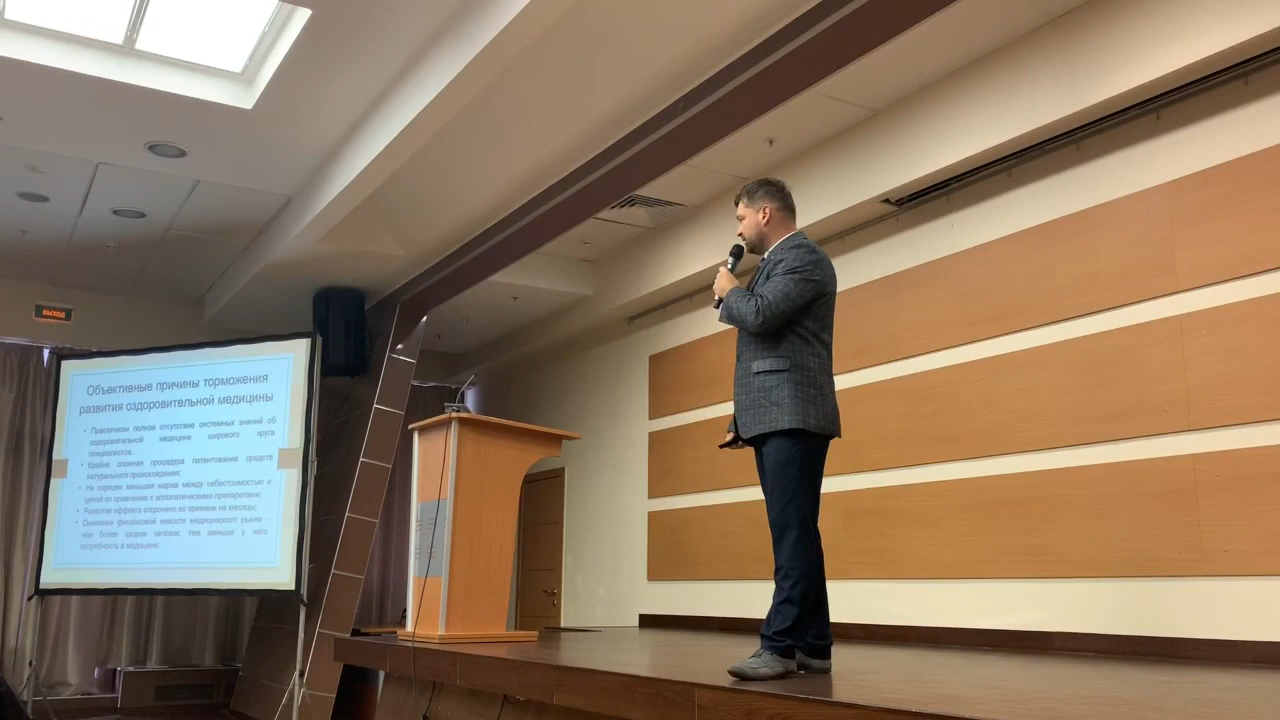 ВЫХОД
Объективные причины торможения
развития оздоровительной медицины
• Практически полное отсутствие системных знаний об
оздоровительной медицине широкого круга
специалистов;
• Крайне сложная процедура патентования средств
натурального происхождения;
• На порядки меньшая маржа между себестоимостью и
ценой по сравнению с аллопатическими препаратами;
• Развитие эффекта отсрочено во времени на месяцы;
• Снижение финансовой емкости медицинского рынка -
чем более здоров человек, тем меньше у него
потребность в медицине;